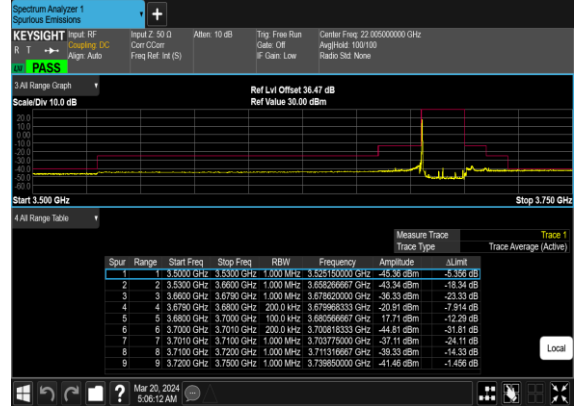 Spectrum Analyzer 1
Spurious Emissions
+
KEYSIGHT Input: RF Input Z: 50 Ω Atten: 10 dB Trig: Free Run Center Freq: 22.005000000 GHz
R T Coupling: DC Corr CCorr Gate: Off Avg|Hold: 100/100
Align: Auto Freq Ref: Int (S) IF Gain: Low Radio Std: None
PASS
3 All Range Graph
Ref Lvl Offset 36.47 dB
Scale/Div 10.0 dB Ref Value 30.00 dBm
20.0
10.0
0.00
-10.0
-20.0
-30.0
-40.0
-50.0
-60.0
Start 3.500 GHz Stop 3.750 GHz
4 All Range Table
Measure Trace Trace 1
Trace Type Trace Average (Active)
Spur Range Start Freq Stop Freq RBW Frequency Amplitude ΔLimit
1 1 3.5000 GHz 3.5300 GHz 1.000 MHz 3.525150000 GHz -45.36 dBm -5.356 dB
2 2 3.5300 GHz 3.6600 GHz 1.000 MHz 3.658266667 GHz -43.34 dBm -18.34 dB
3 3 3.6600 GHz 3.6790 GHz 1.000 MHz 3.678620000 GHz -36.33 dBm -23.33 dB
4 4 3.6790 GHz 3.6800 GHz 200.0 kHz 3.679968333 GHz -20.91 dBm -7.914 dB
5 5 3.6800 GHz 3.7000 GHz 100.0 kHz 3.680566667 GHz 17.71 dBm -12.29 dB
6 6 3.7000 GHz 3.7010 GHz 200.0 kHz 3.700818333 GHz -44.81 dBm -31.81 dB
7 7 3.7010 GHz 3.7100 GHz 1.000 MHz 3.703775000 GHz -37.11 dBm -24.11 dB
8 8 3.7100 GHz 3.7200 GHz 1.000 MHz 3.711316667 GHz -39.33 dBm -14.33 dB
9 9 3.7200 GHz 3.7500 GHz 1.000 MHz 3.739850000 GHz -41.46 dBm -1.456 dB
Local
? Mar 20, 2024
5:06:12 AM